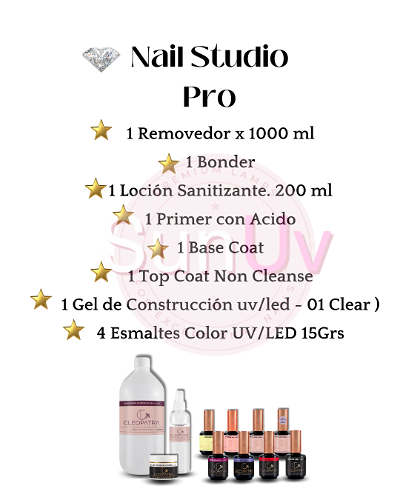 Nail Studio
Pro
1 Removedor x 1000 ml
1 Bonder
1 Loción Sanitizante. 200 ml
1 Primer con Acido
SunUv
1 Base Coat
1 Top Coat Non Cleanse
1 Gel de Construcción uv/led - 01 Clear )
4 Esmaltes Color UV/LED 15Grs
CLEOPATRA